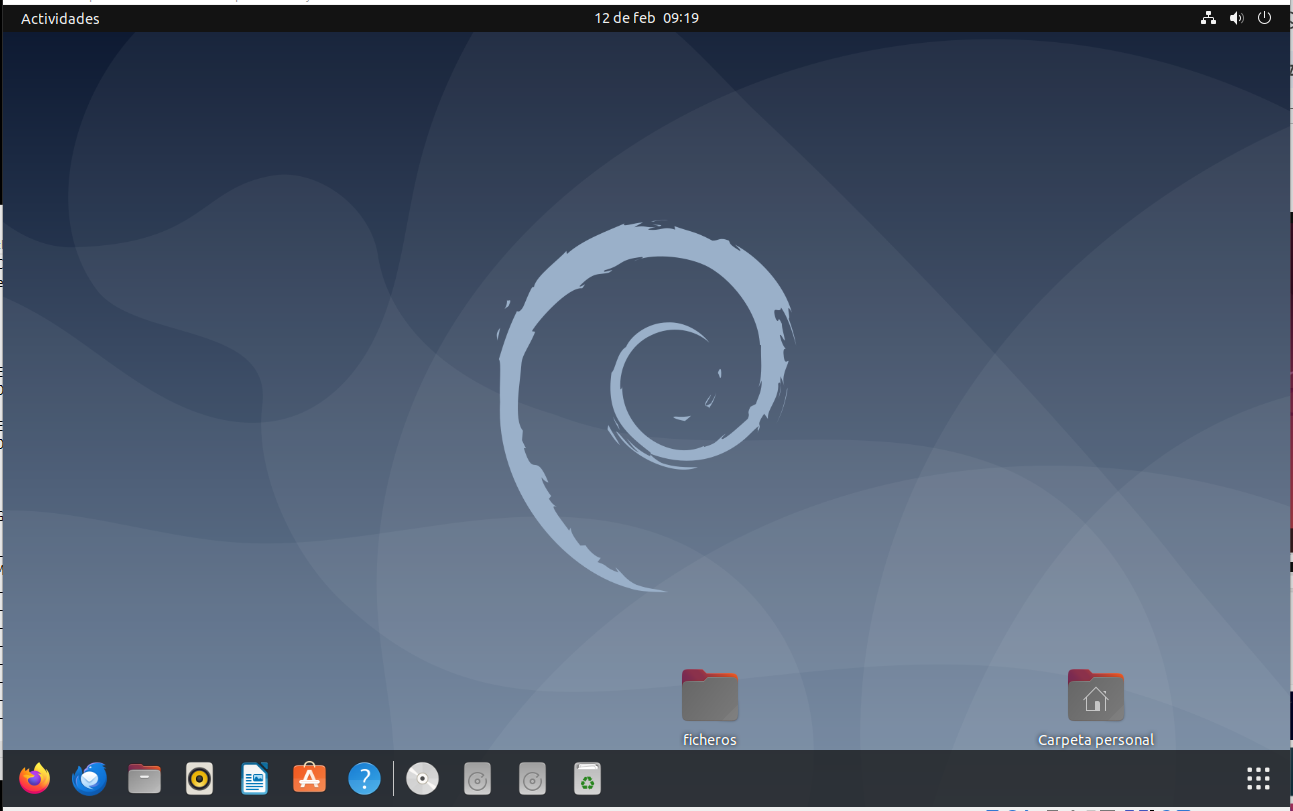 Actividades
12 de feb 09:19
ficheros
Carpeta personal